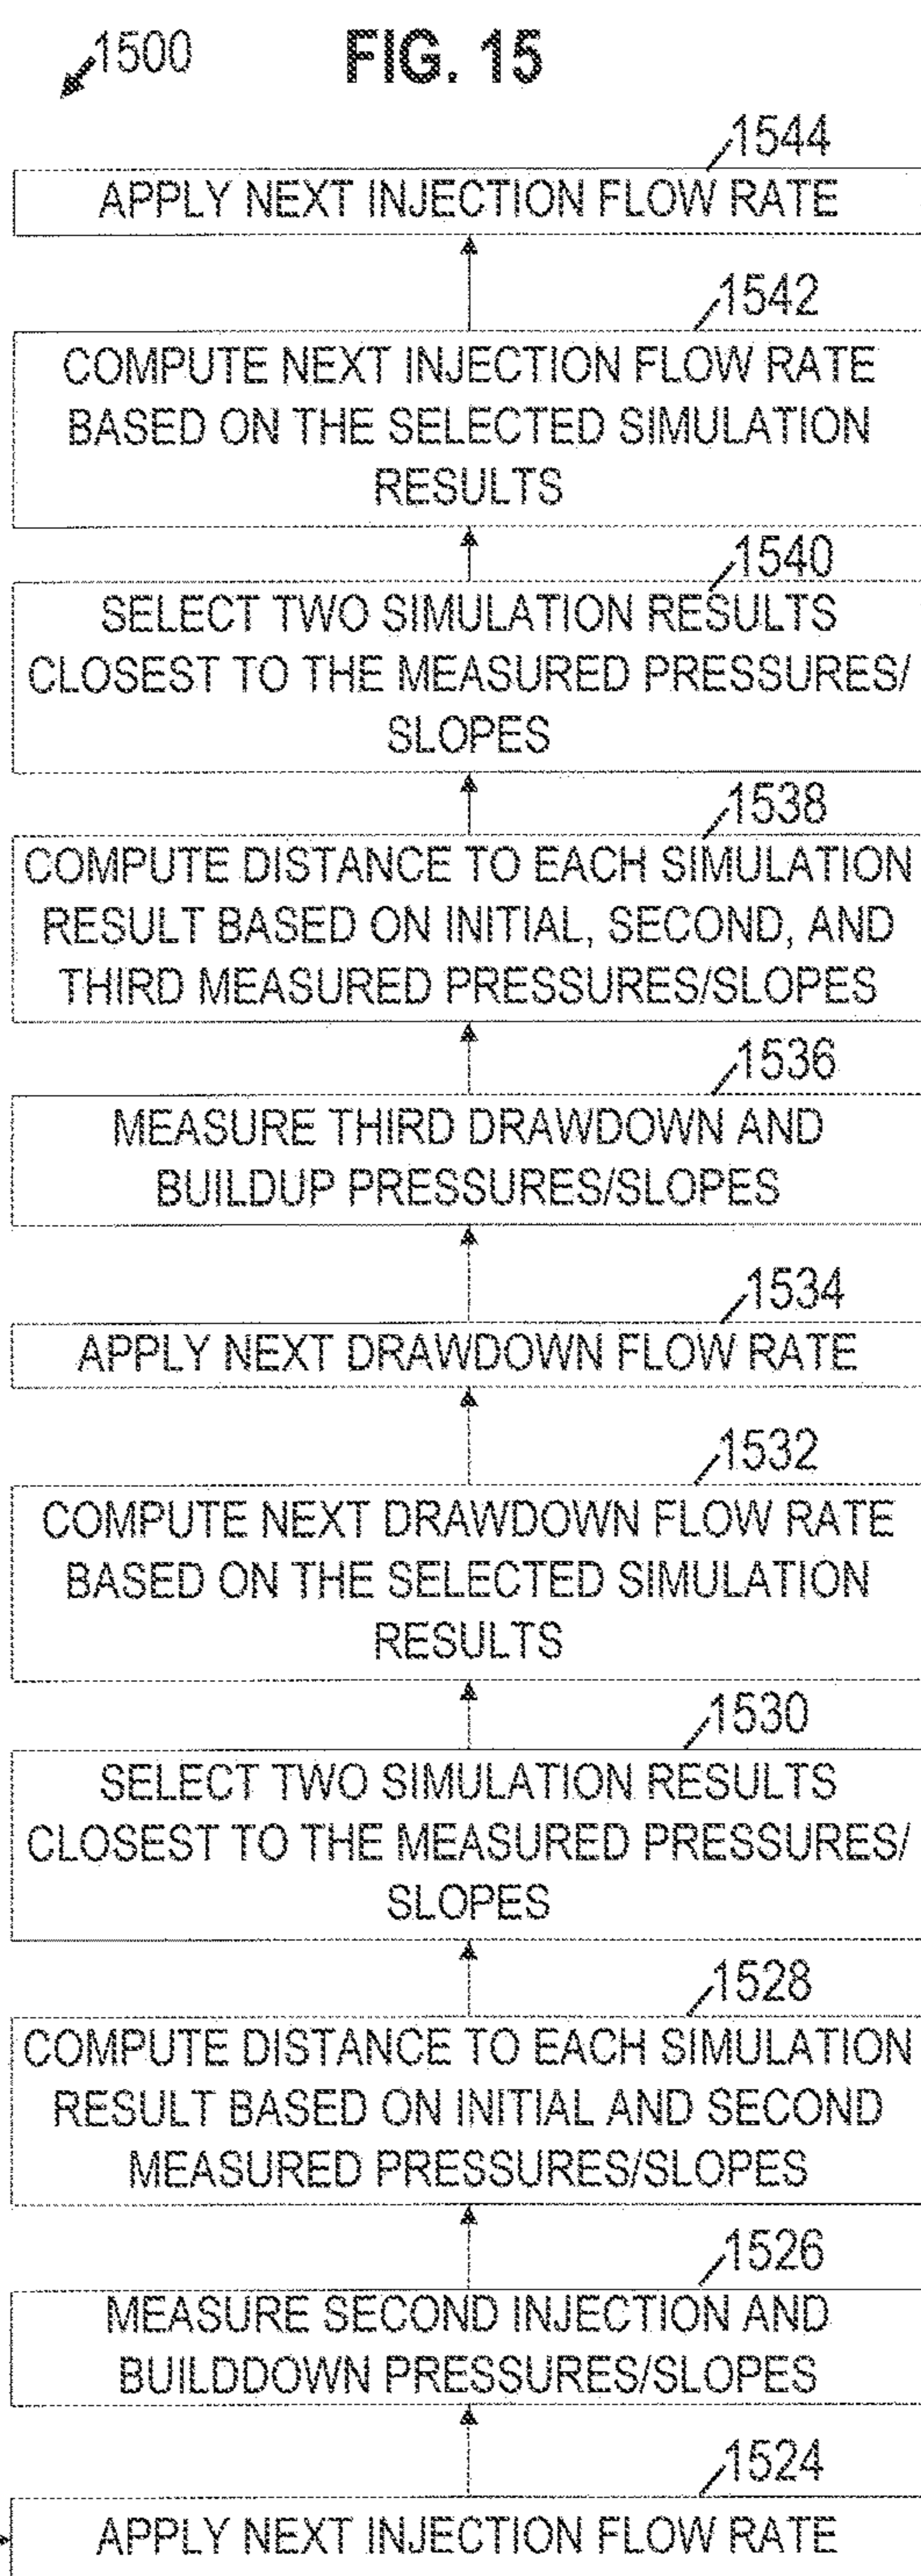 1500
FIG. 15
1544
APPLY NEXT INJECTION FLOW RATE
1542
COMPUTE NEXT INJECTION FLOW RATE
BASED ON THE SELECTED SIMULATION
RESULTS
1540
SELECT TWO SIMULATION RESULTS
CLOSEST TO THE MEASURED PRESSURES/
SLOPES
1538
COMPUTE DISTANCE TO EACH SIMULATION
RESULT BASED ON INITIAL, SECOND, AND
THIRD MEASURED PRESSURES/SLOPES
1536
MEASURE THIRD DRAWDOWN AND
BUILDUP PRESSURES/SLOPES
1534
APPLY NEXT DRAWDOWN FLOW RATE
1532
COMPUTE NEXT DRAWDOWN FLOW RATE
BASED ON THE SELECTED SIMULATION
RESULTS
1530
SELECT TWO SIMULATION RESULTS
CLOSEST TO THE MEASURED PRESSURES/
SLOPES
1528
COMPUTE DISTANCE TO EACH SIMULATION
RESULT BASED ON INITIAL AND SECOND
MEASURED PRESSURES/SLOPES
1526
MEASURE SECOND INJECTION AND
BUILDDOWN PRESSURES/SLOPES
1524
APPLY NEXT INJECTION FLOW RATE